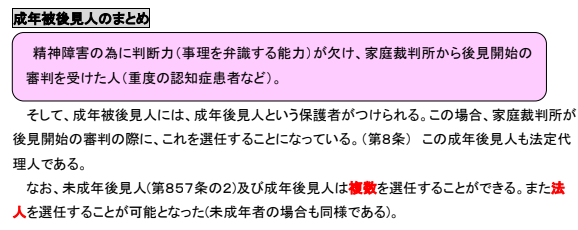 成年被後見人のまとめ
精神障害の為に判断力（事理を弁識する能力）が欠け、家庭裁判所から後見開始の
審判を受けた人（重度の認知症患者など）。
そして、成年被後見人には、成年後見人という保護者がつけられる。この場合、家庭裁判所が
後見開始の審判の際に、これを選任することになっている。（第８条）　この成年後見人も法定代
理人である。
なお、未成年後見人(第８５７条の２)及び成年後見人は複数を選任することができる。また法
人を選任することが可能となった(未成年者の場合も同様である)。